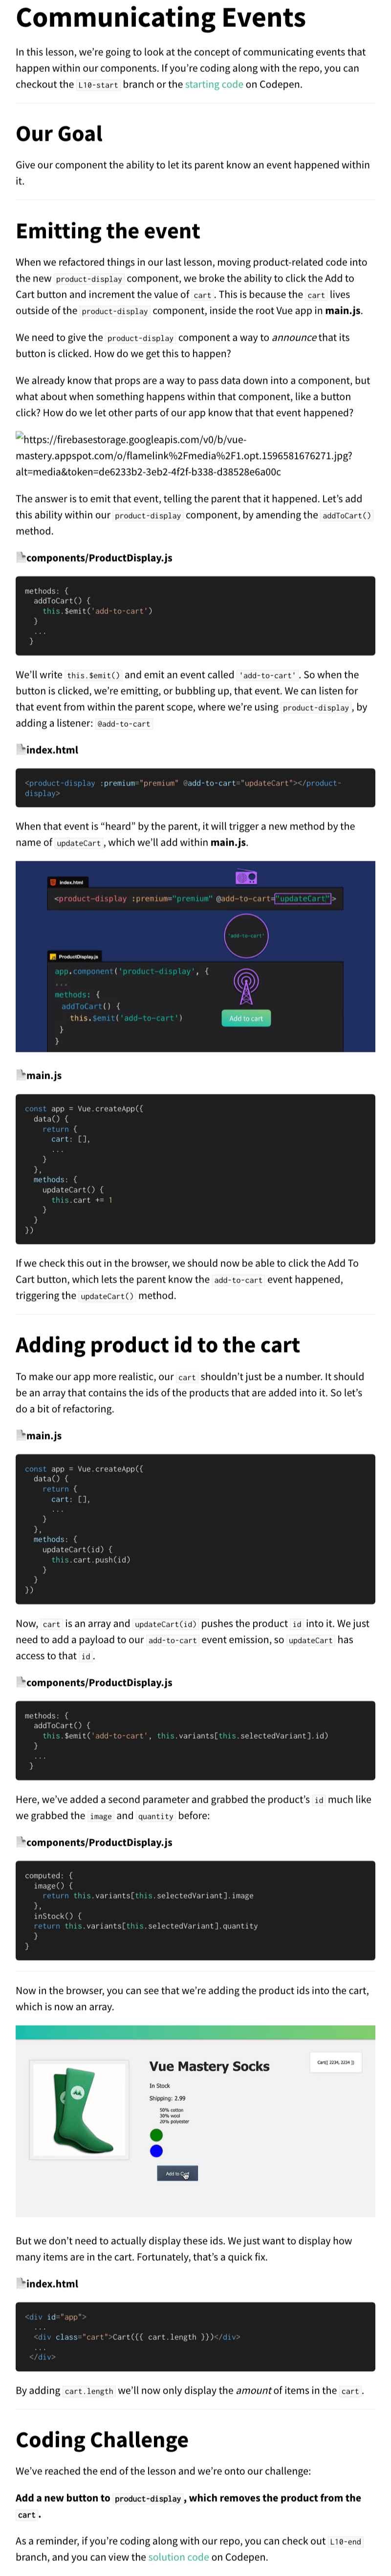 Communicating Events
In this lesson, we're going to look at the concept of communicating events that
happen within our components. If you're coding along with the repo, you can
checkout the L10-start branch or the starting code on Codepen.
Our Goal
Give our component the ability to let its parent know an event happened within
it.
Emitting the event
When we refactored things in our last lesson, moving product-related code into
the new product-display component, we broke the ability to click the Add to
Cart button and increment the value of cart . This is because the cart lives
outside of the product-display component, inside the root Vue app in main.js.
We need to give the product-display component a way to announce that its
button is clicked. How do we get this to happen?
We already know that props are a way to pass data down into a component, but
what about when something happens within that component, like a button
click? How do we let other parts of our app know that that event happened?
https://firebasestorage.googleapis.com/v0/b/vue-
mastery.appspot.com/o/flamelink%2Fmedia%2F1.opt.1596581676271.jpg?
alt=media&token=de6233b2-3eb2-4f2f-b338-d38528e6a00c
The answer is to emit that event, telling the parent that it happened. Let's add
this ability within our product-display component, by amending the addToCart()
method.
components/ProductDisplay.js
methods: {
addToCart() {
this.$emit('add-to-cart')
}
...
}
We'll write this.$emit() and emit an event called 'add-to-cart' . So when the
button is clicked, we're emitting, or bubbling up, that event. We can listen for
that event from within the parent scope, where we're using product-display , by
adding a listener: @add-to-cart
index.html
<product-display :premium="premium" @add-to-cart="updateCart"></product-
display>
When that event is "heard" by the parent, it will trigger a new method by the
name of updateCart , which we'll add within main.js.
index.html
<product-display :premium="premium" @add-to-cart="updateCart">
'add-to-cart'
ProductDisplay.js
app.component('product-display', {
...
methods: {
addToCart() {
this.$emit('add-to-cart')
}
}
Add to cart
main.js
const app = Vue.createApp({
data() {
return {
cart: [],
...
}
},
methods: {
updateCart() {
this.cart += 1
}
}
})
If we check this out in the browser, we should now be able to click the Add To
Cart button, which lets the parent know the add-to-cart event happened,
triggering the updateCart() method.
Adding product id to the cart
To make our app more realistic, our cart shouldn't just be a number. It should
be an array that contains the ids of the products that are added into it. So let's
do a bit of refactoring.
main.js
const app = Vue.createApp({
data() {
return {
cart: [],
...
}
},
methods: {
updateCart(id) {
this.cart.push(id)
}
}
})
Now, cart is an array and updateCart(id) pushes the product id into it. We just
need to add a payload to our add-to-cart event emission, so updateCart has
access to that id .
components/ProductDisplay.js
methods: {
addToCart() {
this.$emit('add-to-cart', this.variants[this.selectedVariant].id)
}
...
}
Here, we've added a second parameter and grabbed the product's id much like
we grabbed the image and quantity before:
components/ProductDisplay.js
computed: {
image() {
return this.variants[this.selectedVariant].image
},
inStock() {
return this.variants[this.selectedVariant].quantity
}
}
Now in the browser, you can see that we're adding the product ids into the cart,
which is now an array.
Cart([ 2234, 2234 ])
Vue Mastery Socks
In Stock
Shipping: 2.99
50% cotton
30% wool
20% polyester
Add to Cart
But we don't need to actually display these ids. We just want to display how
many items are in the cart. Fortunately, that's a quick fix.
index.html
<div id="app">
...
<div class="cart">Cart({{ cart.length }})</div>
...
</div>
By adding cart.length we'll now only display the amount of items in the cart .
Coding Challenge
We've reached the end of the lesson and we're onto our challenge:
Add a new button to product-display , which removes the product from the
cart .
As a reminder, if you're coding along with our repo, you can check out L10-end
branch, and you can view the solution code on Codepen.